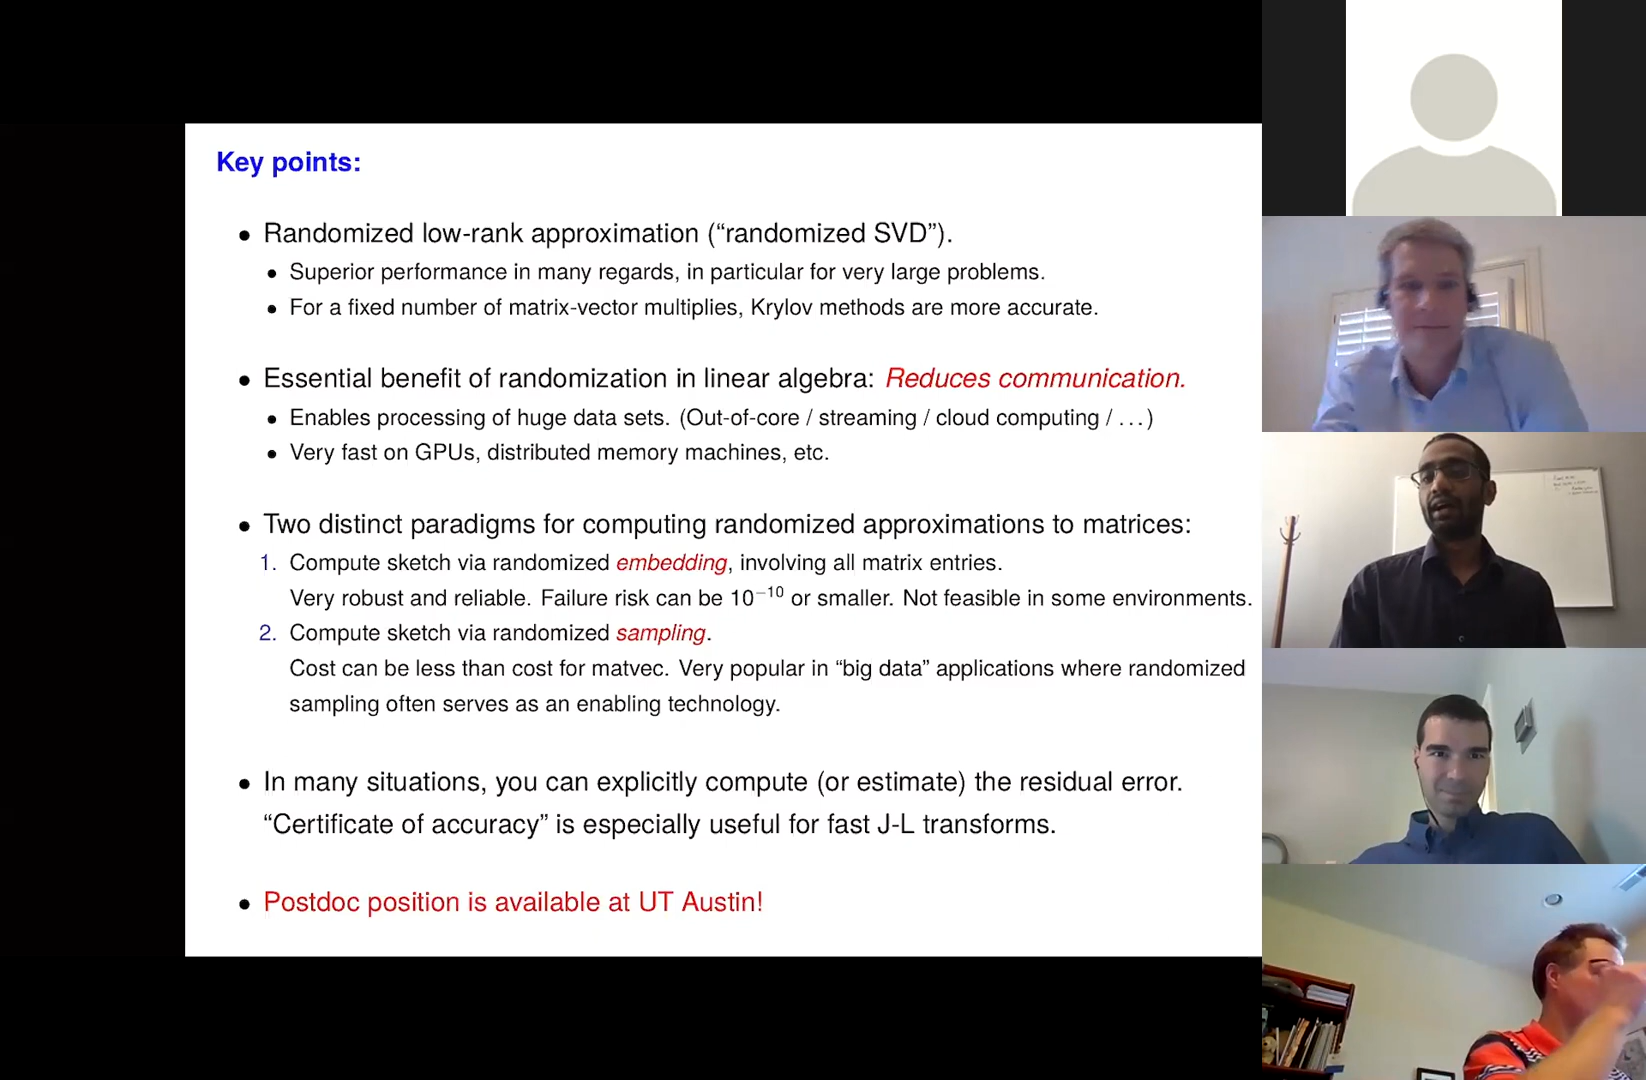 Key points:
• Randomized low-rank approximation (“randomized SVD”).
• Superior performance in many regards, in particular for very large problems.
• For a fixed number of matrix-vector multiplies, Krylov methods are more accurate.
• Essential benefit of randomization in linear algebra: Reduces communication.
• Enables processing of huge data sets. (Out-of-core / streaming / cloud computing / ...)
• Very fast on GPUs, distributed memory machines, etc.
• Two distinct paradigms for computing randomized approximations to matrices:
1. Compute sketch via randomized embedding, involving all matrix entries.
Very robust and reliable. Failure risk can be 10⁻¹⁰ or smaller. Not feasible in some environments.
2. Compute sketch via randomized sampling.
Cost can be less than cost for matvec. Very popular in “big data” applications where randomized
sampling often serves as an enabling technology.
• In many situations, you can explicitly compute (or estimate) the residual error.
“Certificate of accuracy” is especially useful for fast J-L transforms.
• Postdoc position is available at UT Austin!